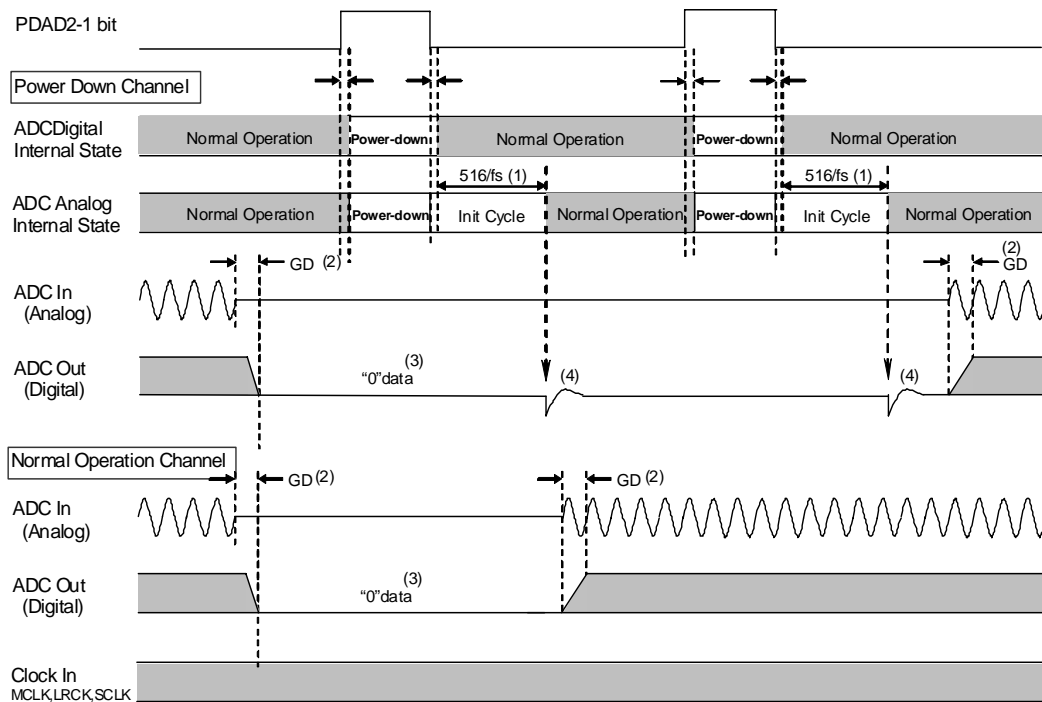 PDAD2-1 bit
Power Down Channel
ADCDigital
Internal State
Normal Operation Power-down Normal Operation Power-down Normal Operation
516/fs (1) 516/fs (1)
ADC Analog
Internal State
Normal Operation Power-down Init Cycle Normal Operation Power-down Init Cycle Normal Operation
GD (2)
(2)
GD
ADC In
(Analog)
ADC Out
(Digital)
(3)
“0”data
(4) (4)
Normal Operation Channel
GD (2) GD (2)
ADC In
(Analog)
ADC Out
(Digital)
(3)
“0”data
Clock In
MCLK,LRCK,SCLK